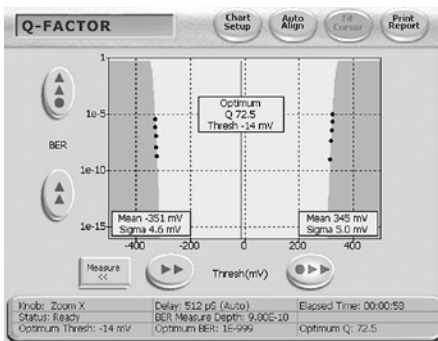 Q-FACTOR
Chart Setup
Auto Align
Fit Cursor
Print Report
1
1e-5
BER
1e-10
1e-15
Optimum
Q 72.5
Thresh -14 mV
Mean -351 mV
Sigma 4.6 mV
Mean 345 mV
Sigma 5.0 mV
-400
-200
0
200
400
Measure
<<
Thresh(mV)
Knob: Zoom X
Delay: 512 pS (Auto)
Elapsed Time: 00:00:58
Status: Ready
BER Measure Depth: 9.80E-10
Optimum Thresh: -14 mV
Optimum BER: 1E-999
Optimum Q: 72.5